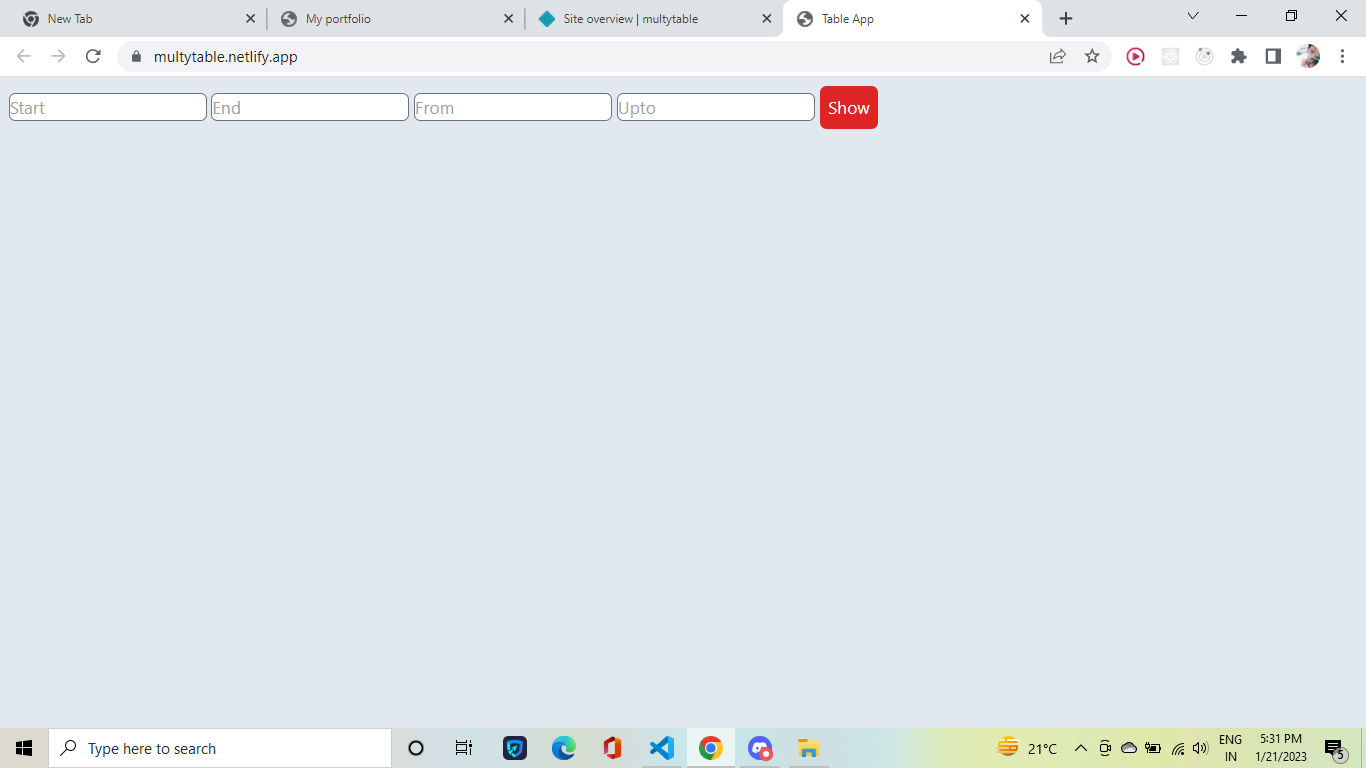 New Tab
My portfolio
Site overview | multytable
Table App
multytable.netlify.app
Start
End
From
Upto
Show
Type here to search
21°C
ENG
IN
5:31 PM
1/21/2023
5